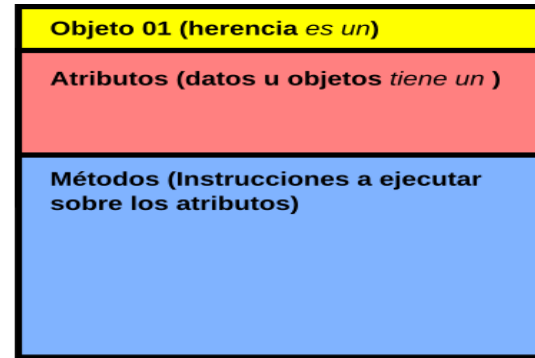 Objeto 01 (herencia es un)
Atributos (datos u objetos tiene un )
Métodos (Instrucciones a ejecutar
sobre los atributos)